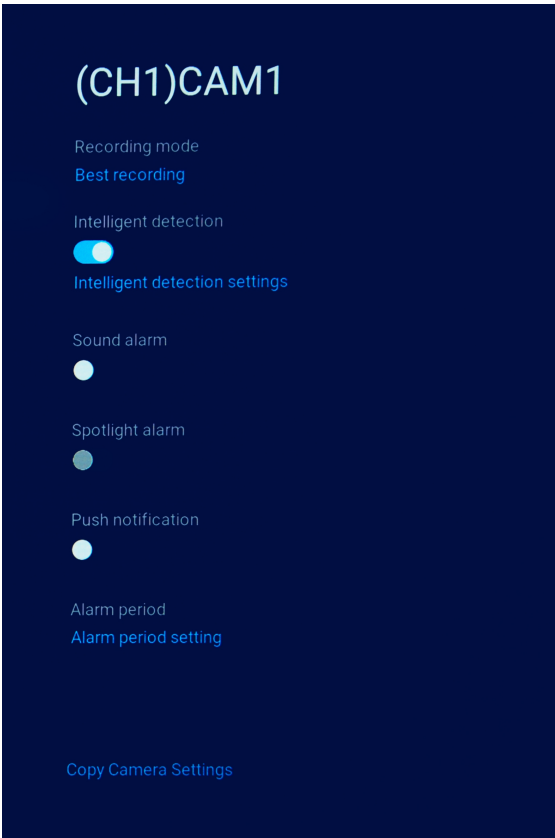 (CH1)CAM1
Recording mode
Best recording
Intelligent detection
Intelligent detection settings
Sound alarm
Spotlight alarm
Push notification
Alarm period
Alarm period setting
Copy Camera Settings